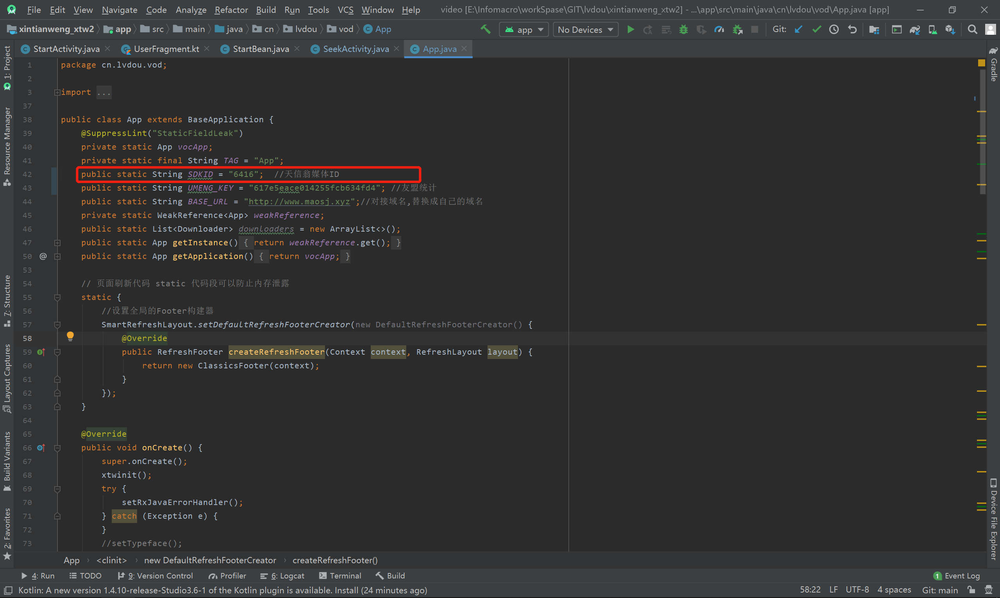 File Edit View Navigate Code Analyze Refactor Build Run Tools VCS Window Help video [E:\Infomacro\workSpase\GIT\lvdou\xintianweng_xtw2] - ...\app\src\main\java\cn\lvdou\vod\App.java [app]
xintianweng_xtw2 app src main java cn lvdou vod App app No Devices Git:
StartActivity.java UserFragment.kt StartBean.java SeekActivity.java App.java
1: Project
Resource Manager
7: Structure
Layout Captures
Build Variants
2: Favorites
1 package cn.lvdou.vod;
2
3 import ...
37
38 public class App extends BaseApplication {
39 @SuppressLint("StaticFieldLeak")
40 private static App vocApp;
41 private static final String TAG = "App";
42 public static String SDKID = "6416"; //天信翁媒体ID
43 public static String UMENG_KEY = "617e5eace014255fcb634fd4"; //友盟统计
44 public static String BASE_URL = "http://www.maosj.xyz";//对接域名,替换成自己的域名
45 private static WeakReference<App> weakReference;
46 public static List<Downloader> downloaders = new ArrayList<>();
47 public static App getInstance() { return weakReference.get(); }
50 @ public static App getApplication() { return vocApp; }
53
54 // 页面刷新代码 static 代码段可以防止内存泄露
55 static {
56 //设置全局的Footer构建器
57 SmartRefreshLayout.setDefaultRefreshFooterCreator(new DefaultRefreshFooterCreator() {
58 @Override
59 public RefreshFooter createRefreshFooter(Context context, RefreshLayout layout) {
60 return new ClassicsFooter(context);
61 }
62 });
63 }
64
65 @Override
66 public void onCreate() {
67 super.onCreate();
68 xtwinit();
69 try {
70 setRxJavaErrorHandler();
71 } catch (Exception e) {
72 }
73 //setTypeface();
Gradle
Device File Explorer
App › <clinit> › new DefaultRefreshFooterCreator › createRefreshFooter()
4: Run TODO 9: Version Control Profiler 6: Logcat Terminal Build 1 Event Log
Kotlin: A new version 1.4.10-release-Studio3.6-1 of the Kotlin plugin is available. Install (24 minutes ago) 58:22 LF UTF-8 4 spaces Git: main